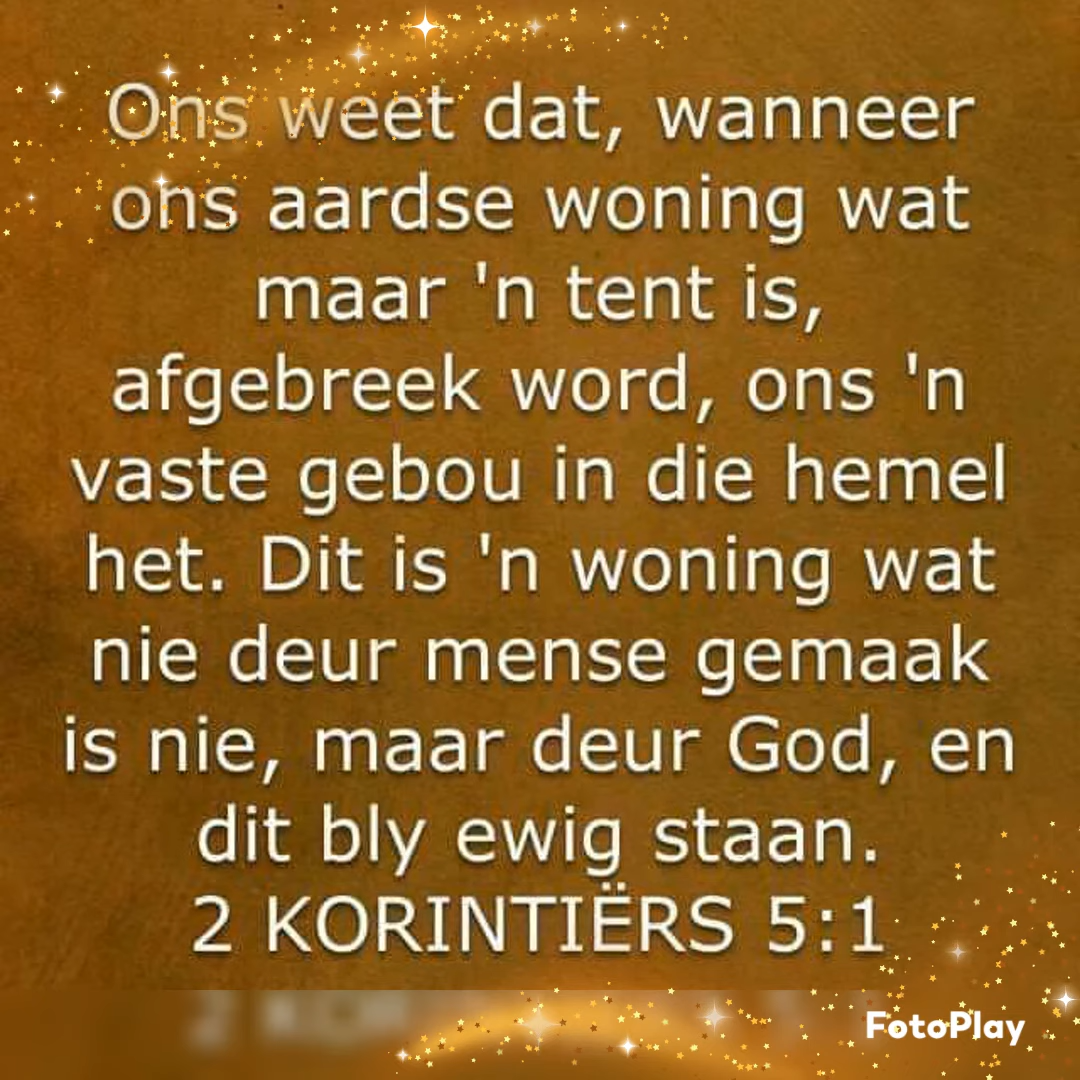 Ons weet dat, wanneer
ons aardse woning wat
maar 'n tent is,
afgebreek word, ons 'n
vaste gebou in die hemel
het. Dit is 'n woning wat
nie deur mense gemaak
is nie, maar deur God, en
dit bly ewig staan.
2 KORINTIËRS 5:1
FotoPlay